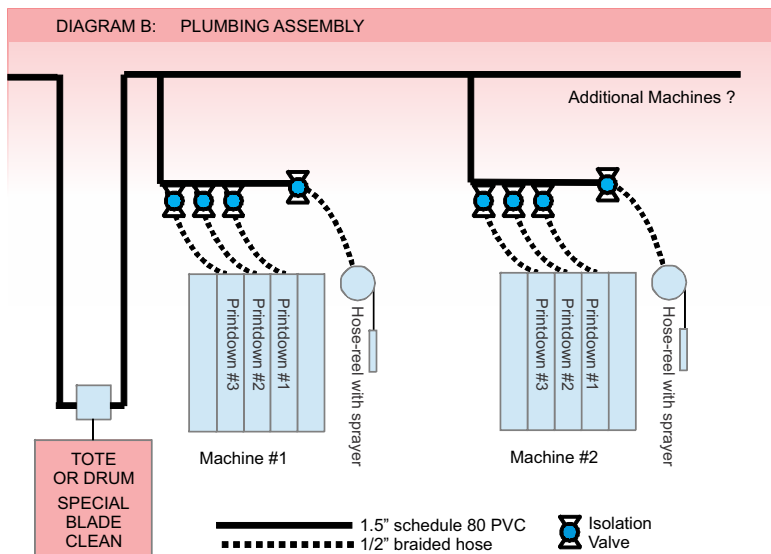 DIAGRAM B: PLUMBING ASSEMBLY
Additional Machines ?
Printdown #3
Printdown #2
Printdown #1
Hose-reel with sprayer
Machine #1
Printdown #3
Printdown #2
Printdown #1
Hose-reel with sprayer
Machine #2
TOTE
OR DRUM
SPECIAL
BLADE
CLEAN
1.5” schedule 80 PVC
1/2” braided hose
Isolation
Valve